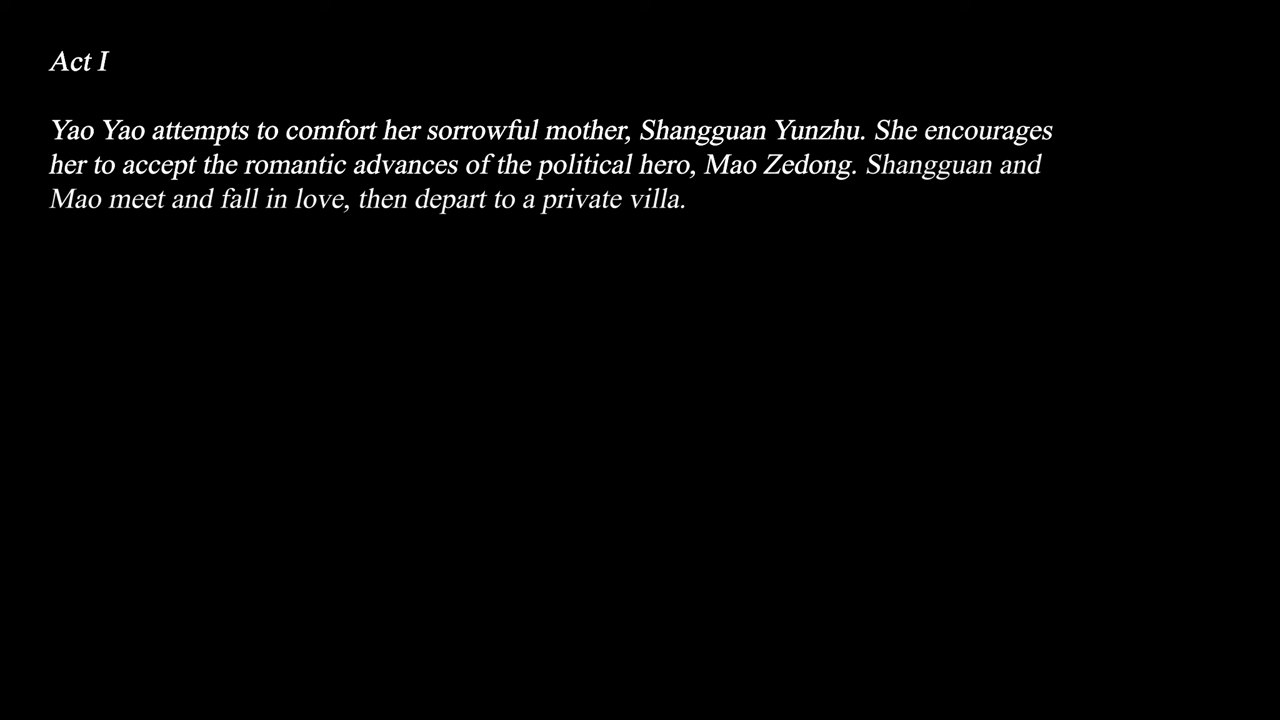 Act I
Yao Yao attempts to comfort her sorrowful mother, Shangguan Yunzhu. She encourages
her to accept the romantic advances of the political hero, Mao Zedong. Shangguan and
Mao meet and fall in love, then depart to a private villa.